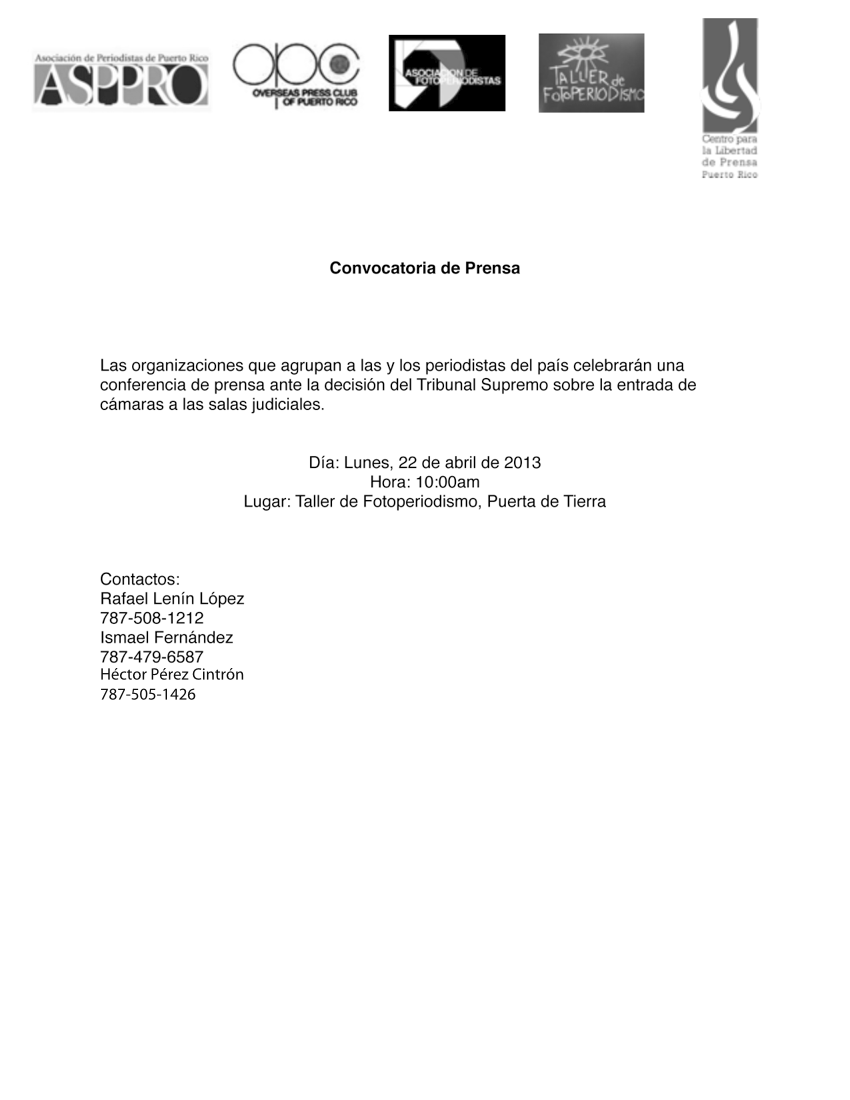 Asociación de Periodistas de Puerto Rico
ASPPRO
opc
OVERSEAS PRESS CLUB
OF PUERTO RICO
ASOCIACION DE
FOTOPERIODISTAS
TALLER de
FOTOPERIODISMO
Centro para
la Libertad
de Prensa
Puerto Rico
Convocatoria de Prensa
Las organizaciones que agrupan a las y los periodistas del país celebrarán una
conferencia de prensa ante la decisión del Tribunal Supremo sobre la entrada de
cámaras a las salas judiciales.
Día: Lunes, 22 de abril de 2013
Hora: 10:00am
Lugar: Taller de Fotoperiodismo, Puerta de Tierra
Contactos:
Rafael Lenín López
787-508-1212
Ismael Fernández
787-479-6587
Héctor Pérez Cintrón
787-505-1426